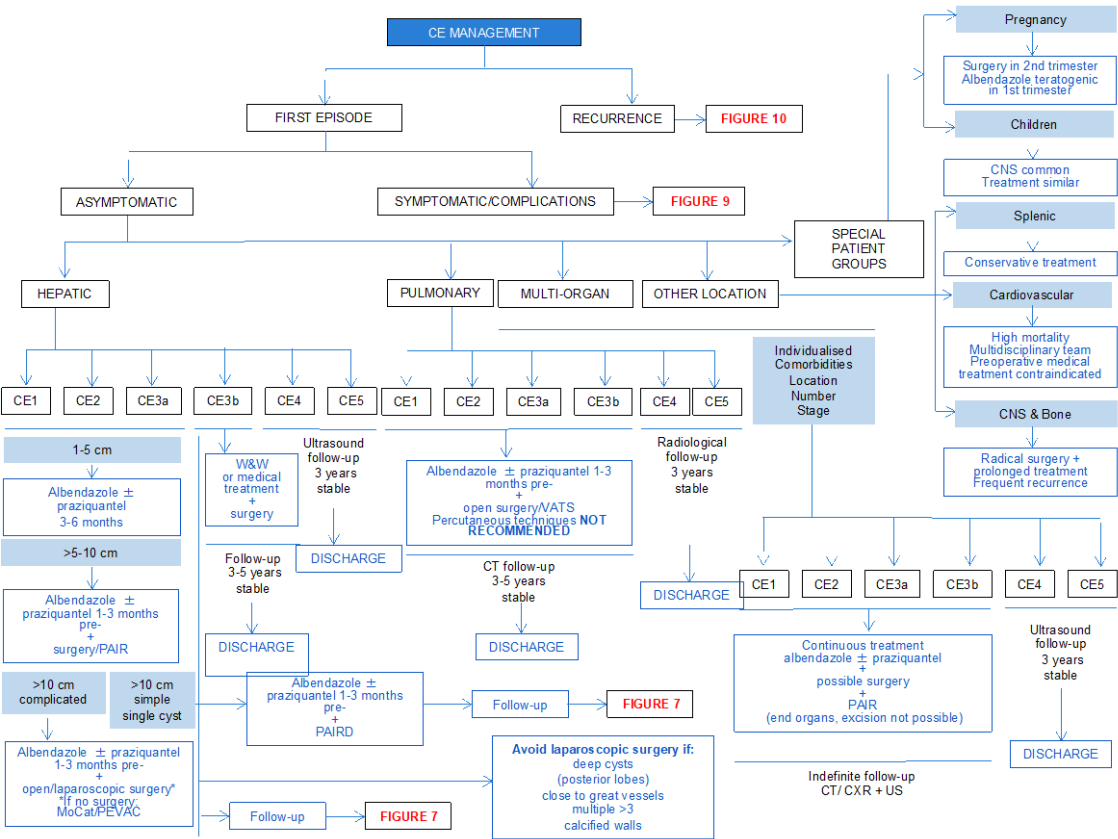 CE MANAGEMENT
FIRST EPISODE
RECURRENCE
FIGURE 10
ASYMPTOMATIC
SYMPTOMATIC/COMPLICATIONS
FIGURE 9
HEPATIC
PULMONARY
MULTI-ORGAN
OTHER LOCATION
SPECIAL
PATIENT
GROUPS
Pregnancy
Surgery in 2nd trimester
Albendazole teratogenic
in 1st trimester
Children
CNS common
Treatment similar
Splenic
Conservative treatment
Cardiovascular
High mortality
Multidisciplinary team
Preoperative medical
treatment contraindicated
CNS & Bone
Radical surgery +
prolonged treatment
Frequent recurrence
CE1
CE2
CE3a
CE3b
CE4
CE5
1-5 cm
Albendazole ±
praziquantel
3-6 months
>5-10 cm
Albendazole ±
praziquantel 1-3 months
pre-
+
surgery/PAIR
>10 cm
complicated
>10 cm
simple
single cyst
Albendazole ± praziquantel
1-3 months pre-
+
open/laparoscopic surgery*
*If no surgery:
MoCat/PEVAC
W&W
or medical
treatment
+
surgery
Follow-up
3-5 years
stable
DISCHARGE
Ultrasound
follow-up
3 years
stable
DISCHARGE
Albendazole ±
praziquantel 1-3 months
pre-
+
PAIRD
Follow-up
FIGURE 7
Follow-up
FIGURE 7
Avoid laparoscopic surgery if:
deep cysts
(posterior lobes)
close to great vessels
multiple >3
calcified walls
CE1
CE2
CE3a
CE3b
CE4
CE5
Albendazole ± praziquantel 1-3
months pre-
+
open surgery/VATS
Percutaneous techniques NOT
RECOMMENDED
CT follow-up
3-5 years
stable
DISCHARGE
Radiological
follow-up
3 years
stable
DISCHARGE
Individualised
Comorbidities
Location
Number
Stage
CE1
CE2
CE3a
CE3b
CE4
CE5
Continuous treatment
albendazole ± praziquantel
+
possible surgery
+
PAIR
(end organs, excision not possible)
Indefinite follow-up
CT/ CXR + US
Ultrasound
follow-up
3 years
stable
DISCHARGE